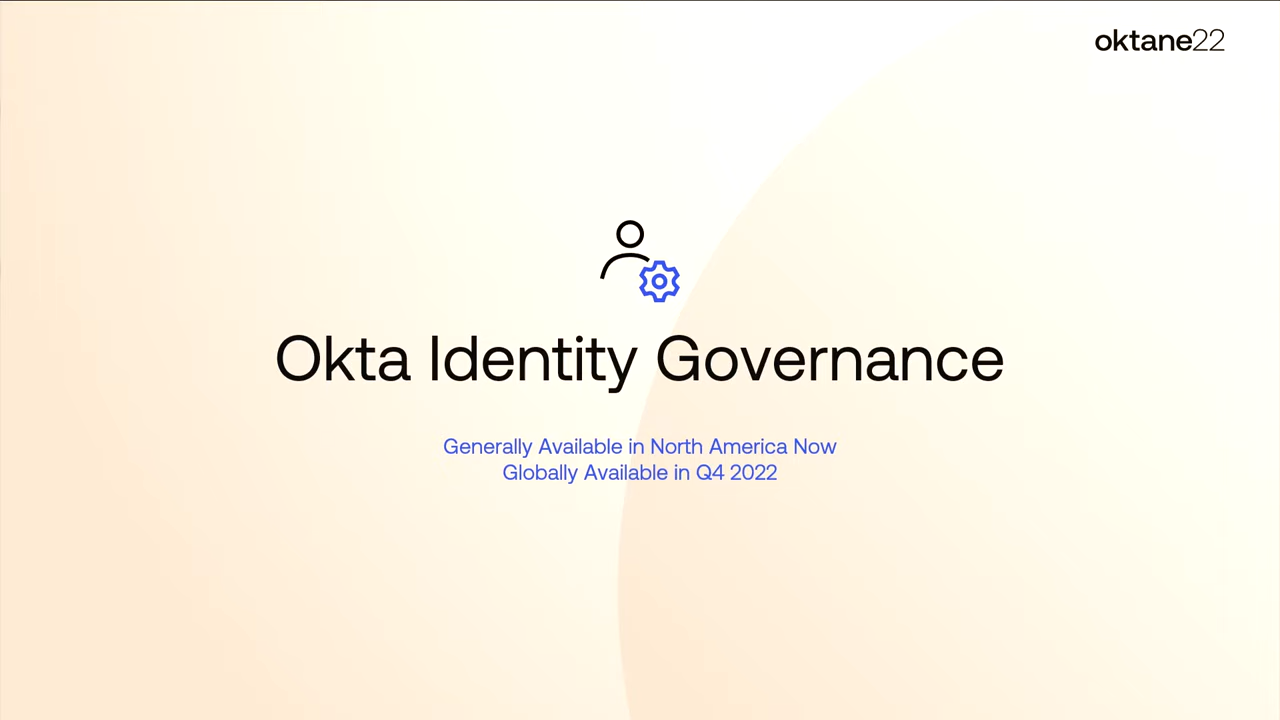 oktane22
Okta Identity Governance
Generally Available in North America Now
Globally Available in Q4 2022